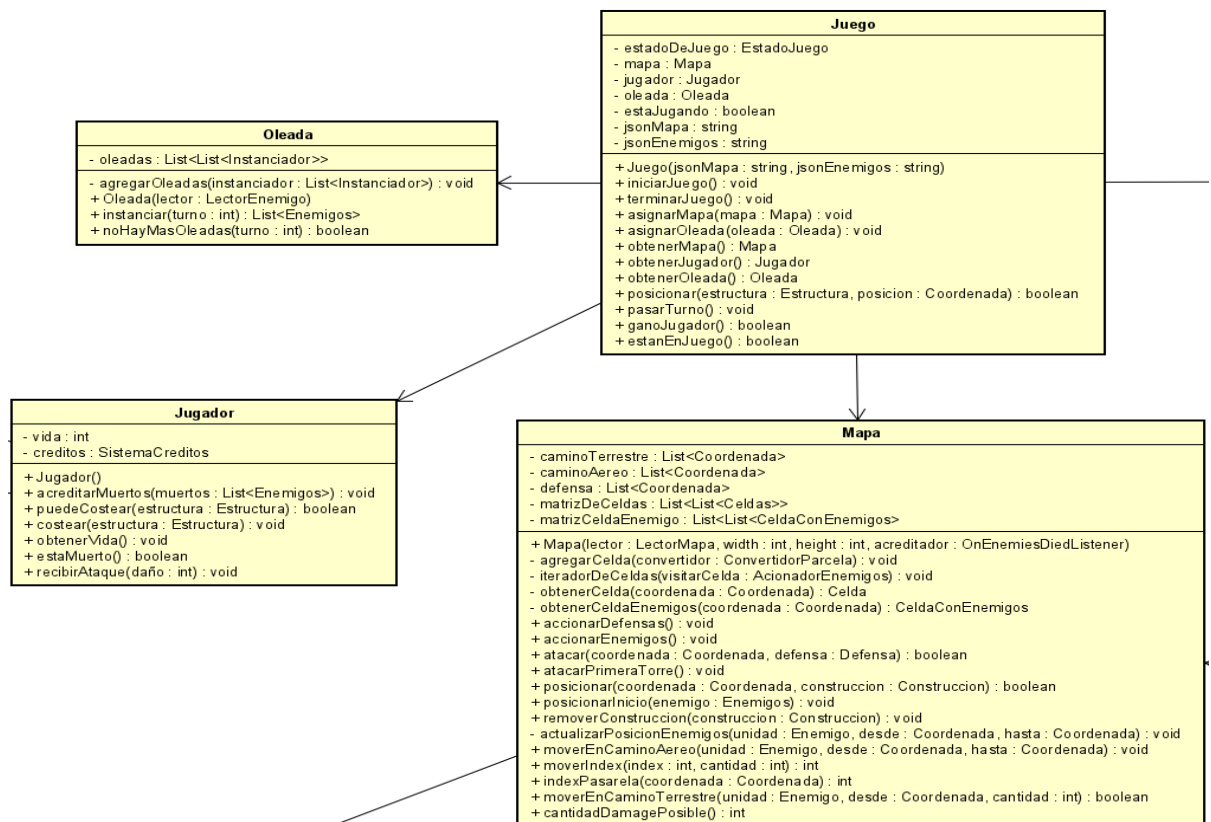 Juego
- estadoDeJuego : EstadoJuego
- mapa : Mapa
- jugador : Jugador
- oleada : Oleada
- estaJugando : boolean
- jsonMapa : string
- jsonEnemigos : string
+ Juego(jsonMapa : string, jsonEnemigos : string)
+ iniciarJuego() : void
+ terminarJuego() : void
+ asignarMapa(mapa : Mapa) : void
+ asignarOleada(oleada : Oleada) : void
+ obtenerMapa() : Mapa
+ obtenerJugador() : Jugador
+ obtenerOleada() : Oleada
+ posicionar(estructura : Estructura, posicion : Coordenada) : boolean
+ pasarTurno() : void
+ ganoJugador() : boolean
+ estanEnJuego() : boolean
Oleada
- oleadas : List<List<Instanciador>>
- agregarOleadas(instanciador : List<Instanciador>) : void
+ Oleada(lector : LectorEnemigo)
+ instanciar(turno : int) : List<Enemigos>
+ noHayMasOleadas(turno : int) : boolean
Jugador
- vida : int
- creditos : SistemaCreditos
+ Jugador()
+ acreditarMuertos(muertos : List<Enemigos>) : void
+ puedeCostear(estructura : Estructura) : boolean
+ costear(estructura : Estructura) : void
+ obtenerVida() : void
+ estaMuerto() : boolean
+ recibirAtaque(daño : int) : void
Mapa
- caminoTerrestre : List<Coordenada>
- caminoAereo : List<Coordenada>
- defensa : List<Coordenada>
- matrizDeCeldas : List<List<Celdas>>
- matrizCeldaEnemigo : List<List<CeldaConEnemigos>
+ Mapa(lector : LectorMapa, width : int, height : int, acreditador : OnEnemiesDiedListener)
- agregarCelda(convertidor : ConvertidorParcela) : void
- iteradorDeCeldas(visitarCelda : AcionadorEnemigos) : void
- obtenerCelda(coordenada : Coordenada) : Celda
- obtenerCeldaEnemigos(coordenada : Coordenada) : CeldaConEnemigos
+ accionarDefensas() : void
+ accionarEnemigos() : void
+ atacar(coordenada : Coordenada, defensa : Defensa) : boolean
+ atacarPrimeraTorre() : void
+ posicionar(coordenada : Coordenada, construccion : Construccion) : boolean
+ posicionarInicio(enemigo : Enemigos) : void
+ removerConstruccion(construccion : Construccion) : void
- actualizarPosicionEnemigos(unidad : Enemigo, desde : Coordenada, hasta : Coordenada) : void
+ moverEnCaminoAereo(unidad : Enemigo, desde : Coordenada, hasta : Coordenada) : void
+ moverIndex(index : int, cantidad : int) : int
+ indexPasarela(coordenada : Coordenada) : int
+ moverEnCaminoTerrestre(unidad : Enemigo, desde : Coordenada, cantidad : int) : boolean
+ cantidadDamagePosible() : int